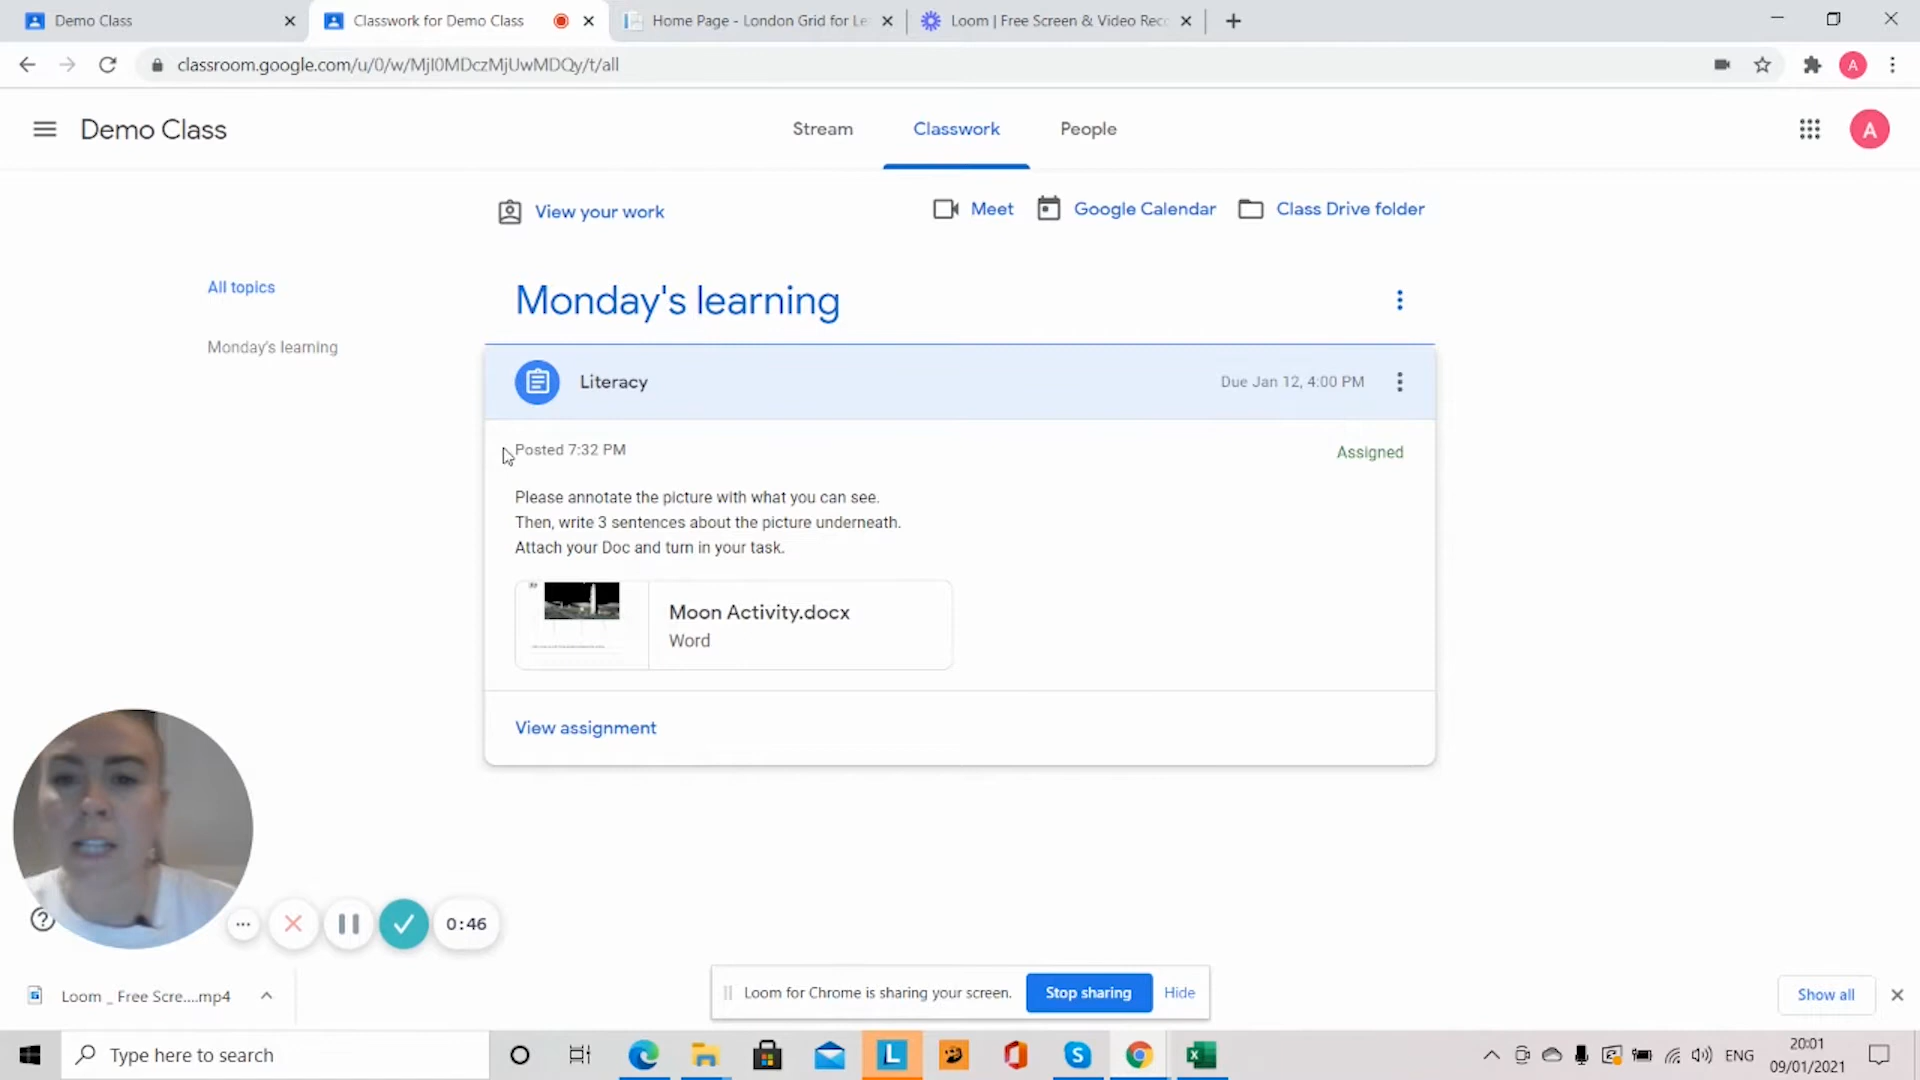 Demo Class
Classwork for Demo Class
Home Page - London Grid for Le
Loom | Free Screen & Video Rec
classroom.google.com/u/0/w/MjI0MDczMjUwMDQy/t/all
A
Demo Class
Stream
Classwork
People
A
View your work
Meet
Google Calendar
Class Drive folder
All topics
Monday's learning
Monday's learning
Literacy
Due Jan 12, 4:00 PM
Posted 7:32 PM
Assigned
Please annotate the picture with what you can see.
Then, write 3 sentences about the picture underneath.
Attach your Doc and turn in your task.
Moon Activity.docx
Word
View assignment
0:46
Loom _ Free Scre....mp4
Loom for Chrome is sharing your screen.
Stop sharing
Hide
Show all
Type here to search
L
ENG
20:01
09/01/2021